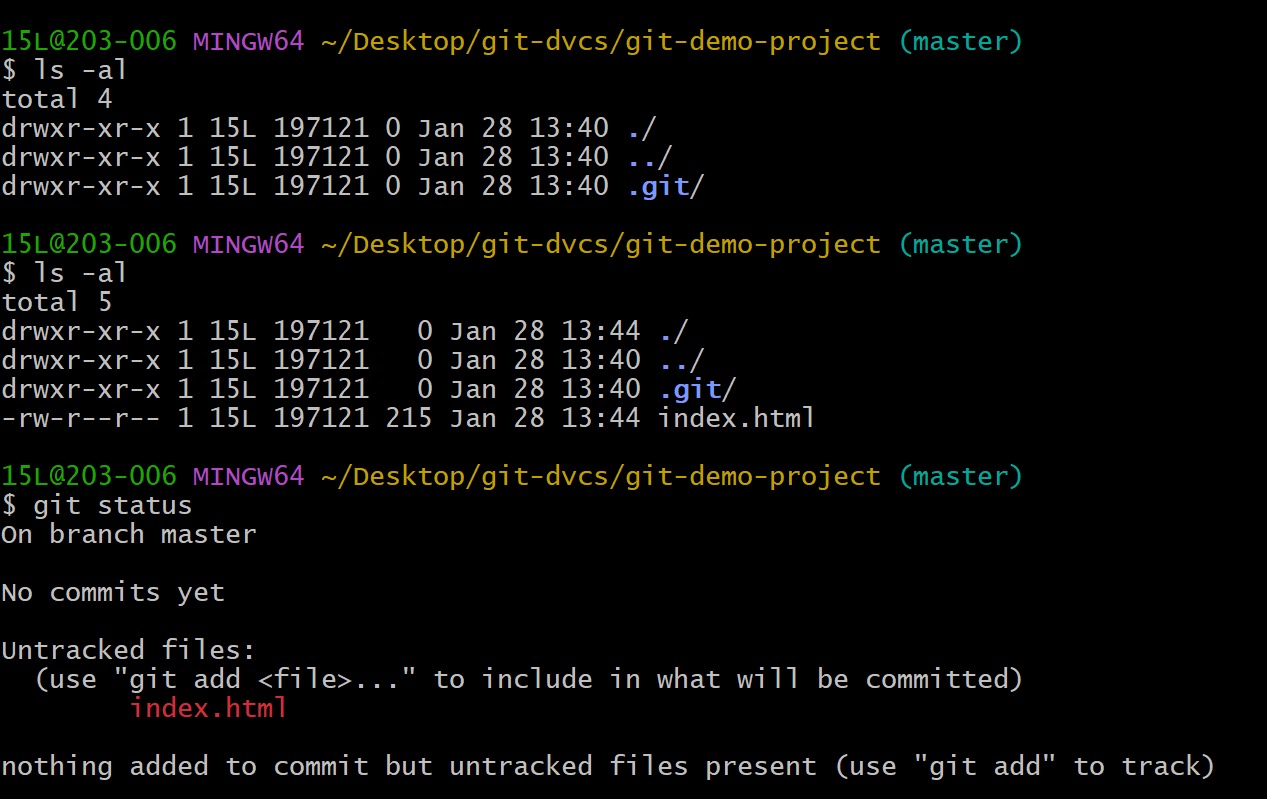 15L@203-006 MINGW64 ~/Desktop/git-dvcs/git-demo-project (master)
$ ls -al
total 4
drwxr-xr-x 1 15L 197121 0 Jan 28 13:40 ./
drwxr-xr-x 1 15L 197121 0 Jan 28 13:40 ../
drwxr-xr-x 1 15L 197121 0 Jan 28 13:40 .git/

15L@203-006 MINGW64 ~/Desktop/git-dvcs/git-demo-project (master)
$ ls -al
total 5
drwxr-xr-x 1 15L 197121   0 Jan 28 13:44 ./
drwxr-xr-x 1 15L 197121   0 Jan 28 13:40 ../
drwxr-xr-x 1 15L 197121   0 Jan 28 13:40 .git/
-rw-r--r-- 1 15L 197121 215 Jan 28 13:44 index.html

15L@203-006 MINGW64 ~/Desktop/git-dvcs/git-demo-project (master)
$ git status
On branch master

No commits yet

Untracked files:
  (use "git add <file>..." to include in what will be committed)
        index.html

nothing added to commit but untracked files present (use "git add" to track)